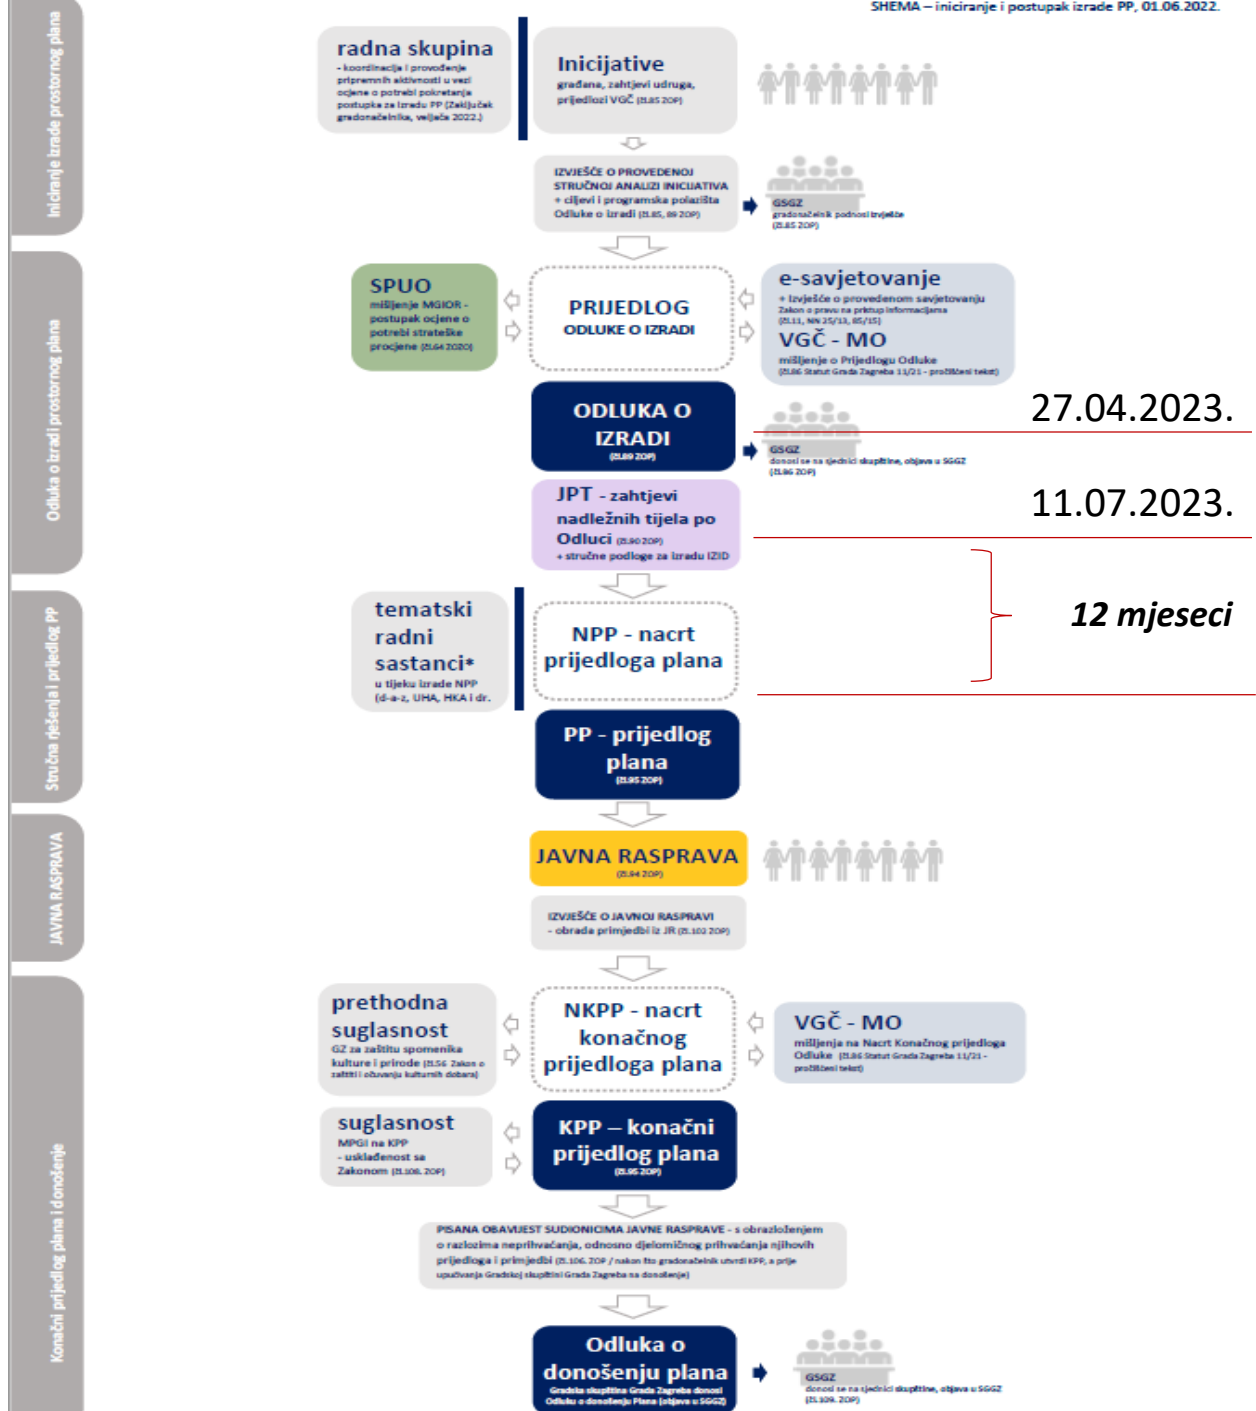 SHEMA – iniciranje i postupak izrade PP, 01.06.2022.
Iniciranje izrade prostornog plana
radna skupina
- koordinacija i provođenje
pripremnih aktivnosti u vezi
ocjene o potrebi pokretanja
postupka za izradu PP (Zaključak
gradonačelnika, veljača 2022.)
Inicijative
građana, zahtjevi udruga,
prijedlozi VGČ (čl.85 ZOP)
IZVJEŠĆE O PROVEDENOJ
STRUČNOJ ANALIZI INICIJATIVA
+ ciljevi i programska polazišta
Odluke o izradi (čl.85, 89 ZOP)
GSGZ
gradonačelnik podnosi izvješće
(čl.85 ZOP)
Odluka o izradi prostornog plana
SPUO
mišljenje MGIOR -
postupak ocjene o
potrebi strateške
procjene (čl.64 ZOZO)
PRIJEDLOG
ODLUKE O IZRADI
e-savjetovanje
+ Izvješće o provedenom savjetovanju
Zakon o pravu na pristup informacijama
(čl.11, NN 25/13, 85/15)
VGČ - MO
mišljenje o Prijedlogu Odluke
(čl.86 Statut Grada Zagreba 11/21 - pročišćeni tekst)
ODLUKA O
IZRADI
(čl.89 ZOP)
GSGZ
donosi se na sjednici skupštine, objava u SGGZ
(čl.86 ZOP)
27.04.2023.
JPT - zahtjevi
nadležnih tijela po
Odluci (čl.90 ZOP)
+ stručne podloge za izradu IZID
11.07.2023.
Stručna rješenja i prijedlog PP
tematski
radni
sastanci*
u tijeku izrade NPP
(d-a-z, UHA, HKA i dr.
NPP - nacrt
prijedloga plana
12 mjeseci
PP - prijedlog
plana
(čl.95 ZOP)
JAVNA RASPRAVA
JAVNA RASPRAVA
(čl.94 ZOP)
IZVJEŠĆE O JAVNOJ RASPRAVI
- obrada primjedbi iz JR (čl.102 ZOP)
Konačni prijedlog plana i donošenje
prethodna
suglasnost
GZ za zaštitu spomenika
kulture i prirode (čl.56 Zakon o
zaštiti i očuvanju kulturnih dobara)
NKPP - nacrt
konačnog
prijedloga plana
VGČ - MO
mišljenja na Nacrt Konačnog prijedloga
Odluke (čl.86 Statut Grada Zagreba 11/21 -
pročišćeni tekst)
suglasnost
MPGI na KPP
- usklađenost sa
Zakonom (čl.108. ZOP)
KPP – konačni
prijedlog plana
(čl.95 ZOP)
PISANA OBAVIJEST SUDIONICIMA JAVNE RASPRAVE - s obrazloženjem
o razlozima neprihvaćanja, odnosno djelomičnog prihvaćanja njihovih
prijedloga i primjedbi (čl.106. ZOP / nakon što gradonačelnik utvrdi KPP, a prije
upućivanja Gradskoj skupštini Grada Zagreba na donošenje)
Odluka o
donošenju plana
Gradska skupština Grada Zagreba donosi
Odluku o donošenju Plana (objava u SGGZ)
GSGZ
donosi se na sjednici skupštine, objava u SGGZ
(čl.109. ZOP)